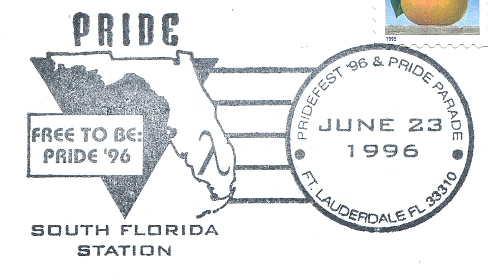 PRIDE
1995
FREE TO BE:
PRIDE '96
λ
SOUTH FLORIDA
STATION
PRIDEFEST '96 & PRIDE PARADE
JUNE 23
1996
FT. LAUDERDALE FL 33310